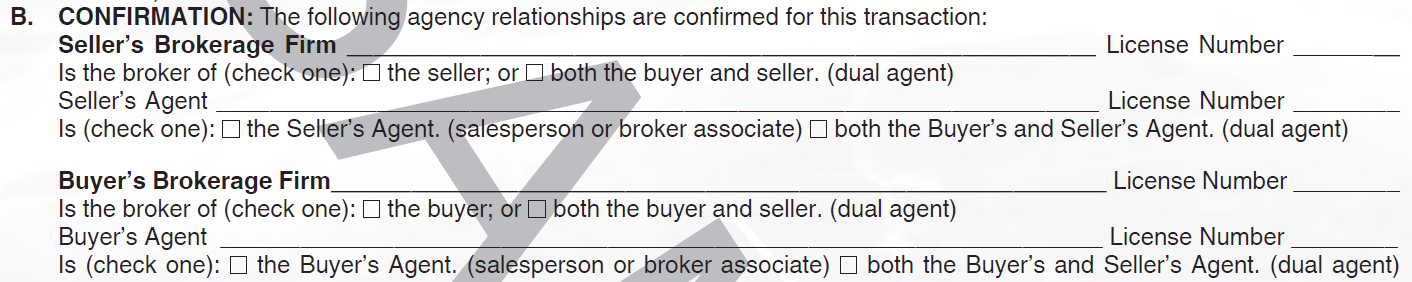 B. CONFIRMATION: The following agency relationships are confirmed for this transaction:
Seller's Brokerage Firm ______________________________ License Number ________
Is the broker of (check one): ☐ the seller; or ☐ both the buyer and seller. (dual agent)
Seller's Agent ______________________________ License Number ________
Is (check one): ☐ the Seller's Agent. (salesperson or broker associate) ☐ both the Buyer's and Seller's Agent. (dual agent)
Buyer's Brokerage Firm______________________________ License Number ________
Is the broker of (check one): ☐ the buyer; or ☐ both the buyer and seller. (dual agent)
Buyer's Agent ______________________________ License Number ________
Is (check one): ☐ the Buyer's Agent. (salesperson or broker associate) ☐ both the Buyer's and Seller's Agent. (dual agent)